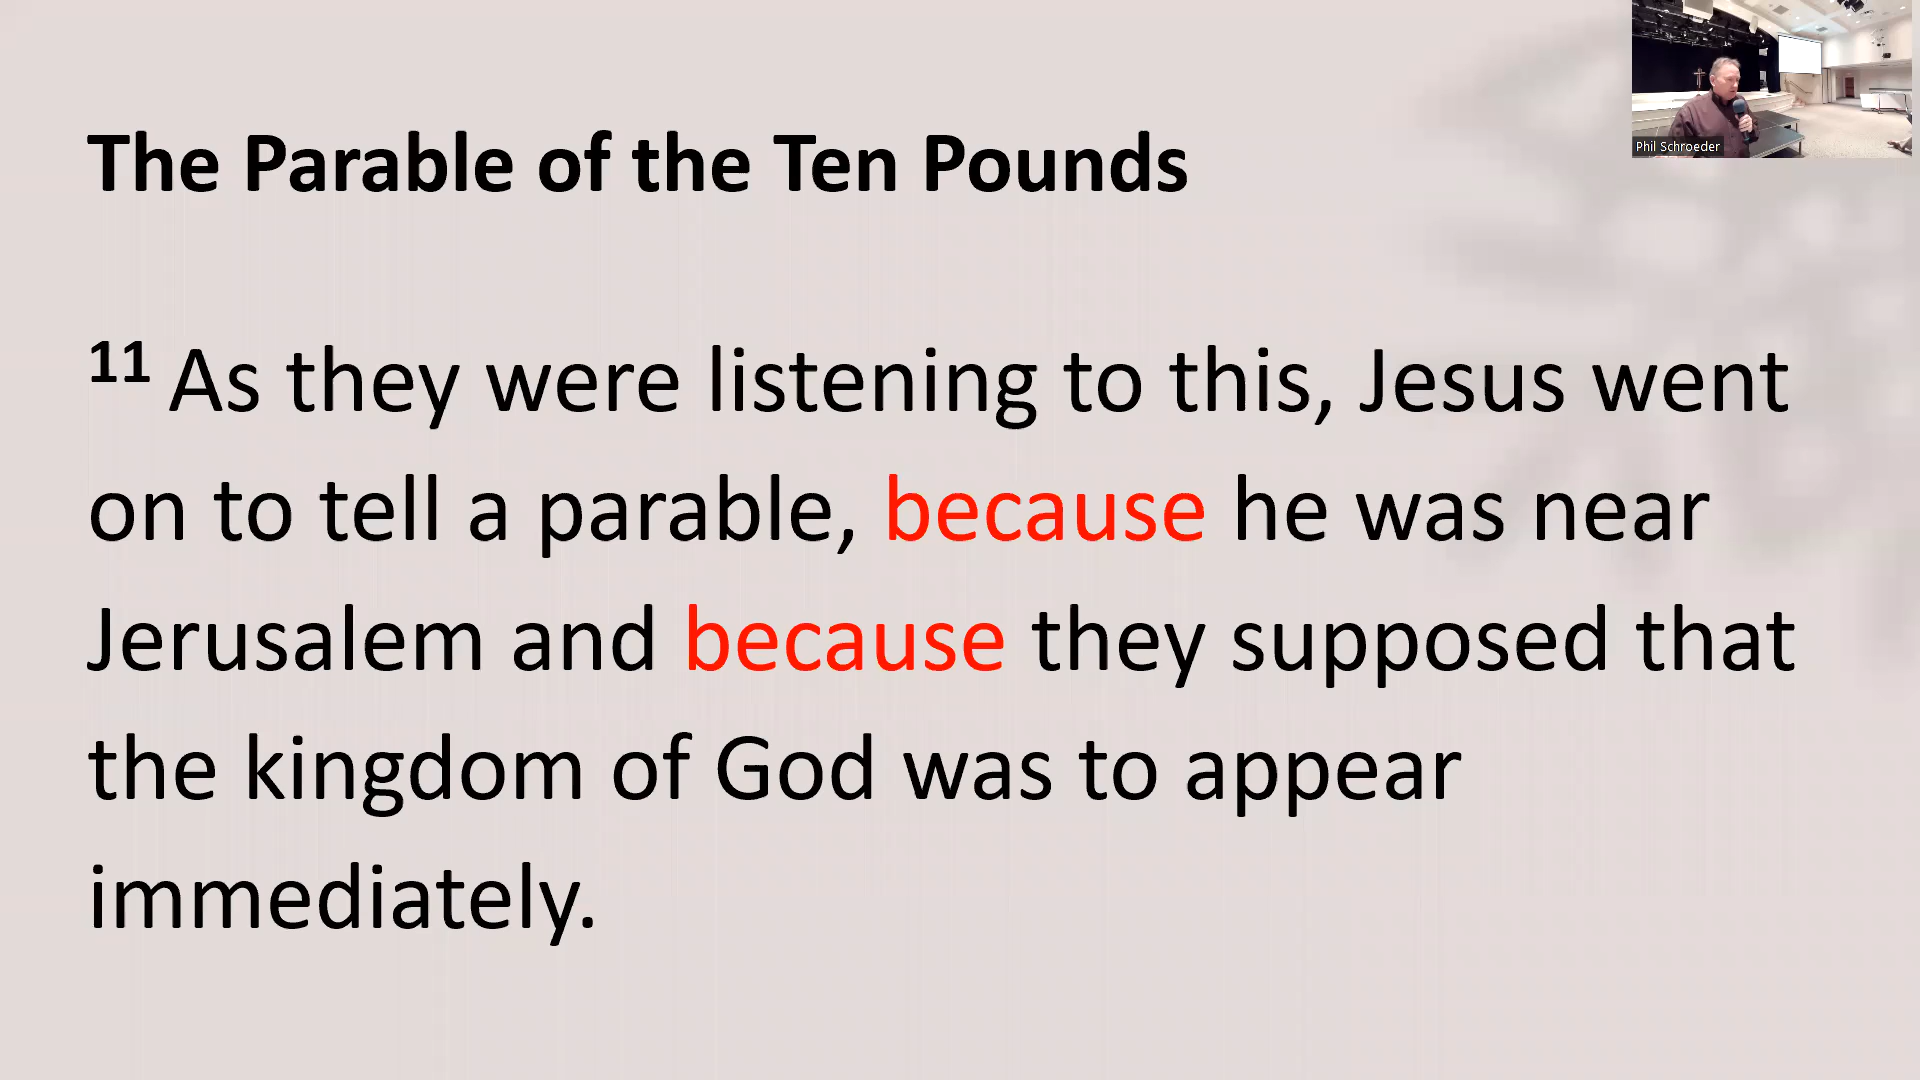 The Parable of the Ten Pounds
11 As they were listening to this, Jesus went
on to tell a parable, because he was near
Jerusalem and because they supposed that
the kingdom of God was to appear
immediately.
Phil Schroeder